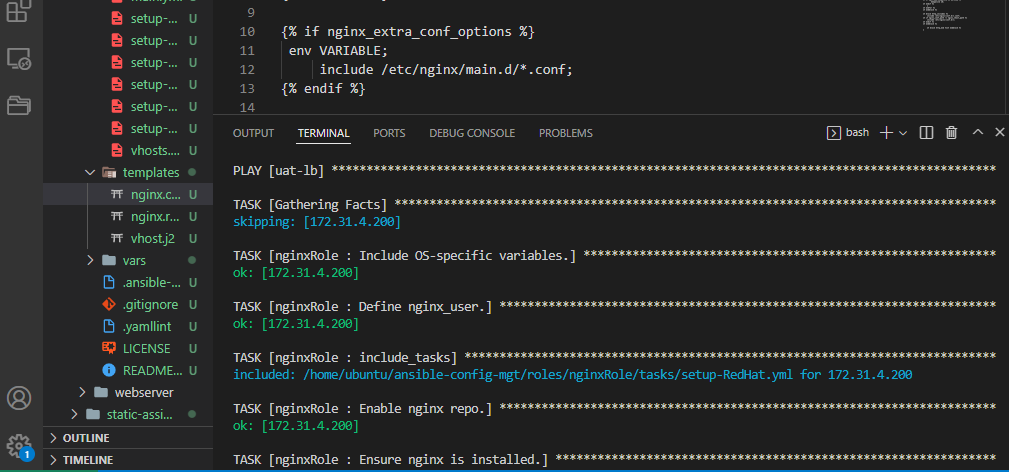 setup-...
U
setup-...
U
setup-...
U
setup-...
U
setup-...
U
setup-...
U
vhosts....
U
templates
nginx.c...
U
nginx.r...
U
vhost.j2
U
vars
.ansible-...
U
.gitignore
U
.yamllint
U
LICENSE
U
README...
U
webserver
static-assi...
OUTLINE
TIMELINE
1
9
10 {% if nginx_extra_conf_options %}
11 env VARIABLE;
12 include /etc/nginx/main.d/*.conf;
13 {% endif %}
14
OUTPUT TERMINAL PORTS DEBUG CONSOLE PROBLEMS
bash
PLAY [uat-lb] ***********************************************************************************************
TASK [Gathering Facts] **************************************************************************************
skipping: [172.31.4.200]
TASK [nginxRole : Include OS-specific variables.] ***********************************************************
ok: [172.31.4.200]
TASK [nginxRole : Define nginx_user.] ***********************************************************************
ok: [172.31.4.200]
TASK [nginxRole : include_tasks] ****************************************************************************
included: /home/ubuntu/ansible-config-mgt/roles/nginxRole/tasks/setup-RedHat.yml for 172.31.4.200
TASK [nginxRole : Enable nginx repo.] ***********************************************************************
ok: [172.31.4.200]
TASK [nginxRole : Ensure nginx is installed.] ***************************************************************